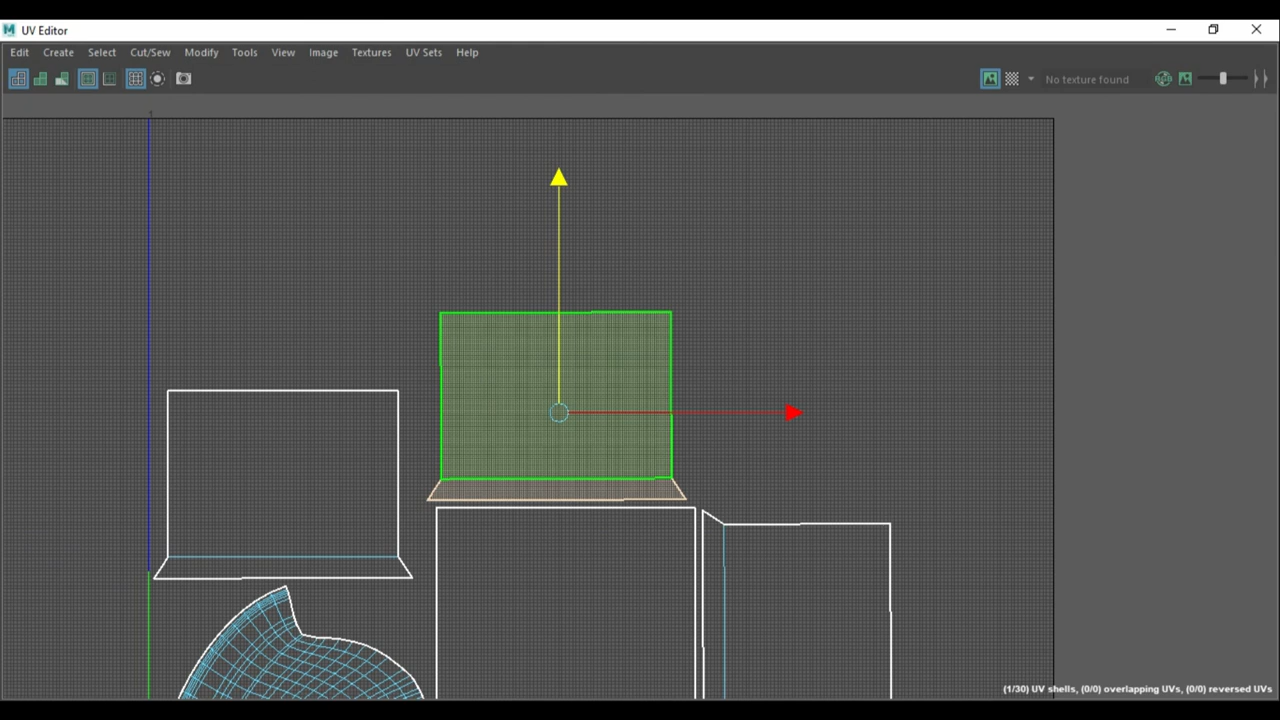 UV Editor
Edit Create Select Cut/Sew Modify Tools View Image Textures UV Sets Help
No texture found
1
(1/30) UV shells, (0/0) overlapping UVs, (0/0) reversed UVs